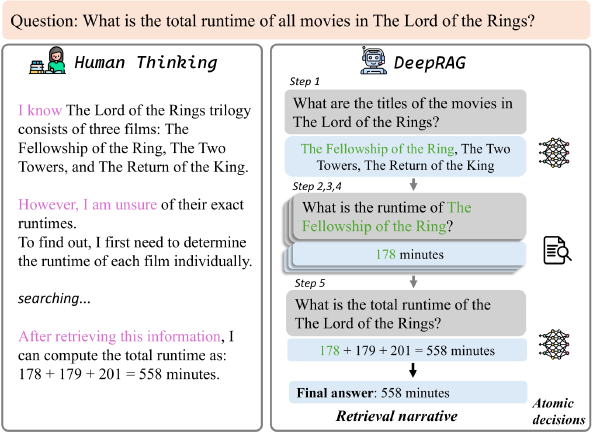 Question: What is the total runtime of all movies in The Lord of the Rings?
Human Thinking
I know The Lord of the Rings trilogy
consists of three films: The
Fellowship of the Ring, The Two
Towers, and The Return of the King.
However, I am unsure of their exact
runtimes.
To find out, I first need to determine
the runtime of each film individually.
searching...
After retrieving this information, I
can compute the total runtime as:
178 + 179 + 201 = 558 minutes.
DeepRAG
Step 1
What are the titles of the movies in
The Lord of the Rings?
The Fellowship of the Ring, The Two
Towers, The Return of the King
Step 2,3,4
What is the runtime of The
Fellowship of the Ring?
178 minutes
Step 5
What is the total runtime of the
The Lord of the Rings?
178 + 179 + 201 = 558 minutes
Final answer: 558 minutes
Retrieval narrative
Atomic
decisions